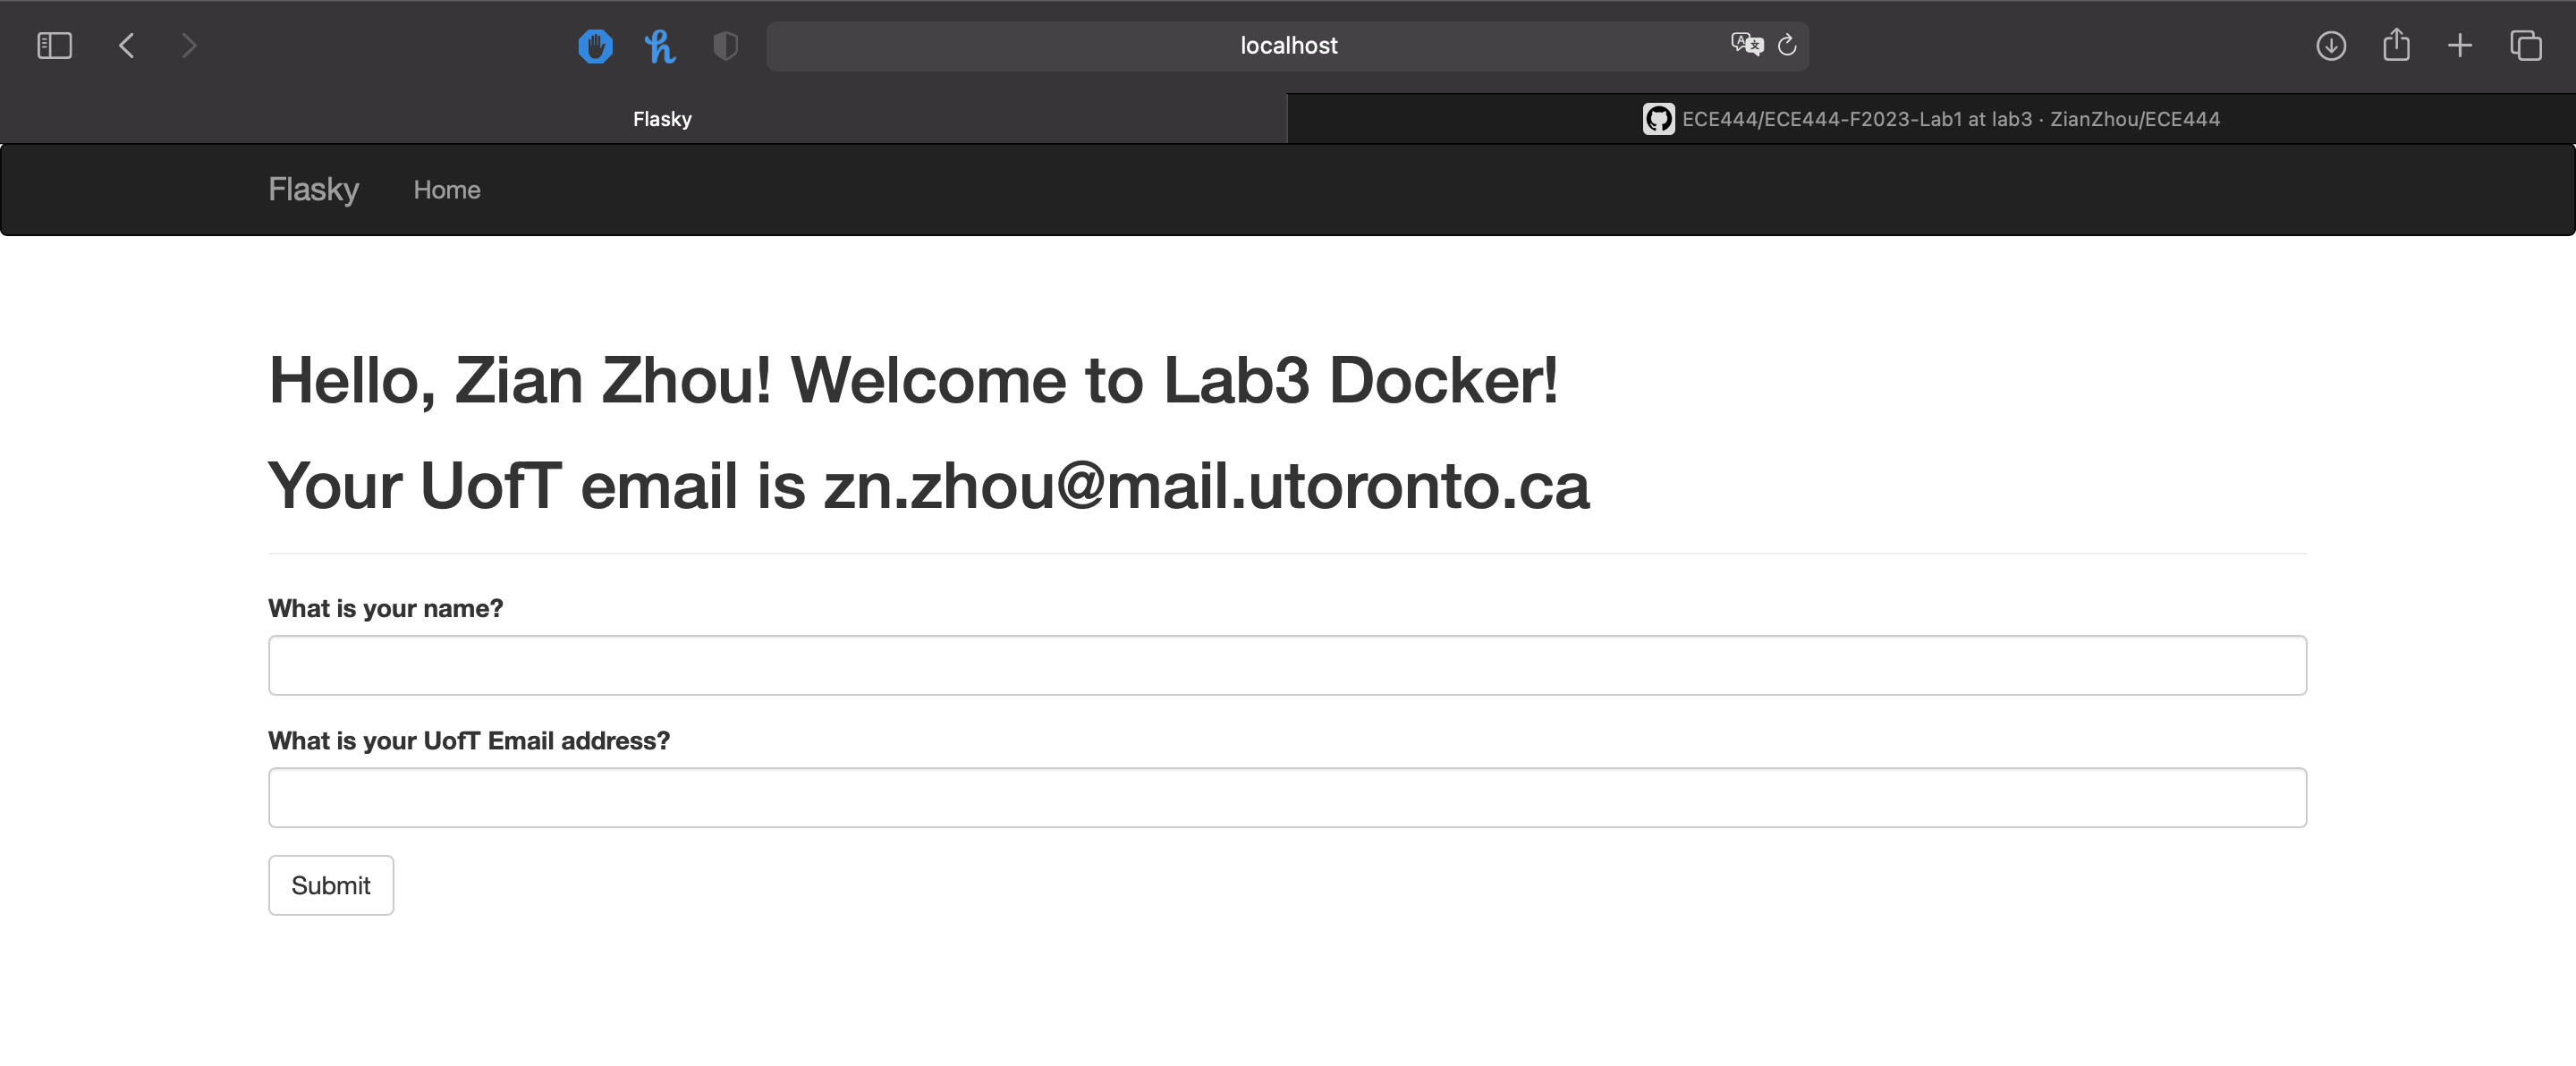 localhost
Flasky
ECE444/ECE444-F2023-Lab1 at lab3 · ZianZhou/ECE444
Flasky Home
Hello, Zian Zhou! Welcome to Lab3 Docker!
Your UofT email is zn.zhou@mail.utoronto.ca
What is your name?
What is your UofT Email address?
Submit